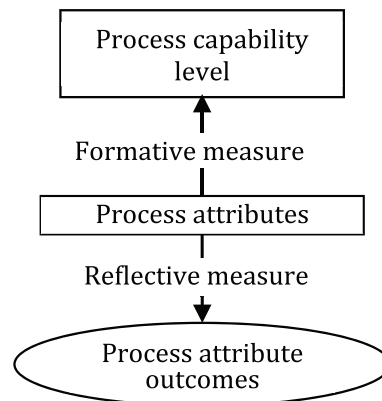 Process capability
level
Formative measure
Process attributes
Reflective measure
Process attribute
outcomes